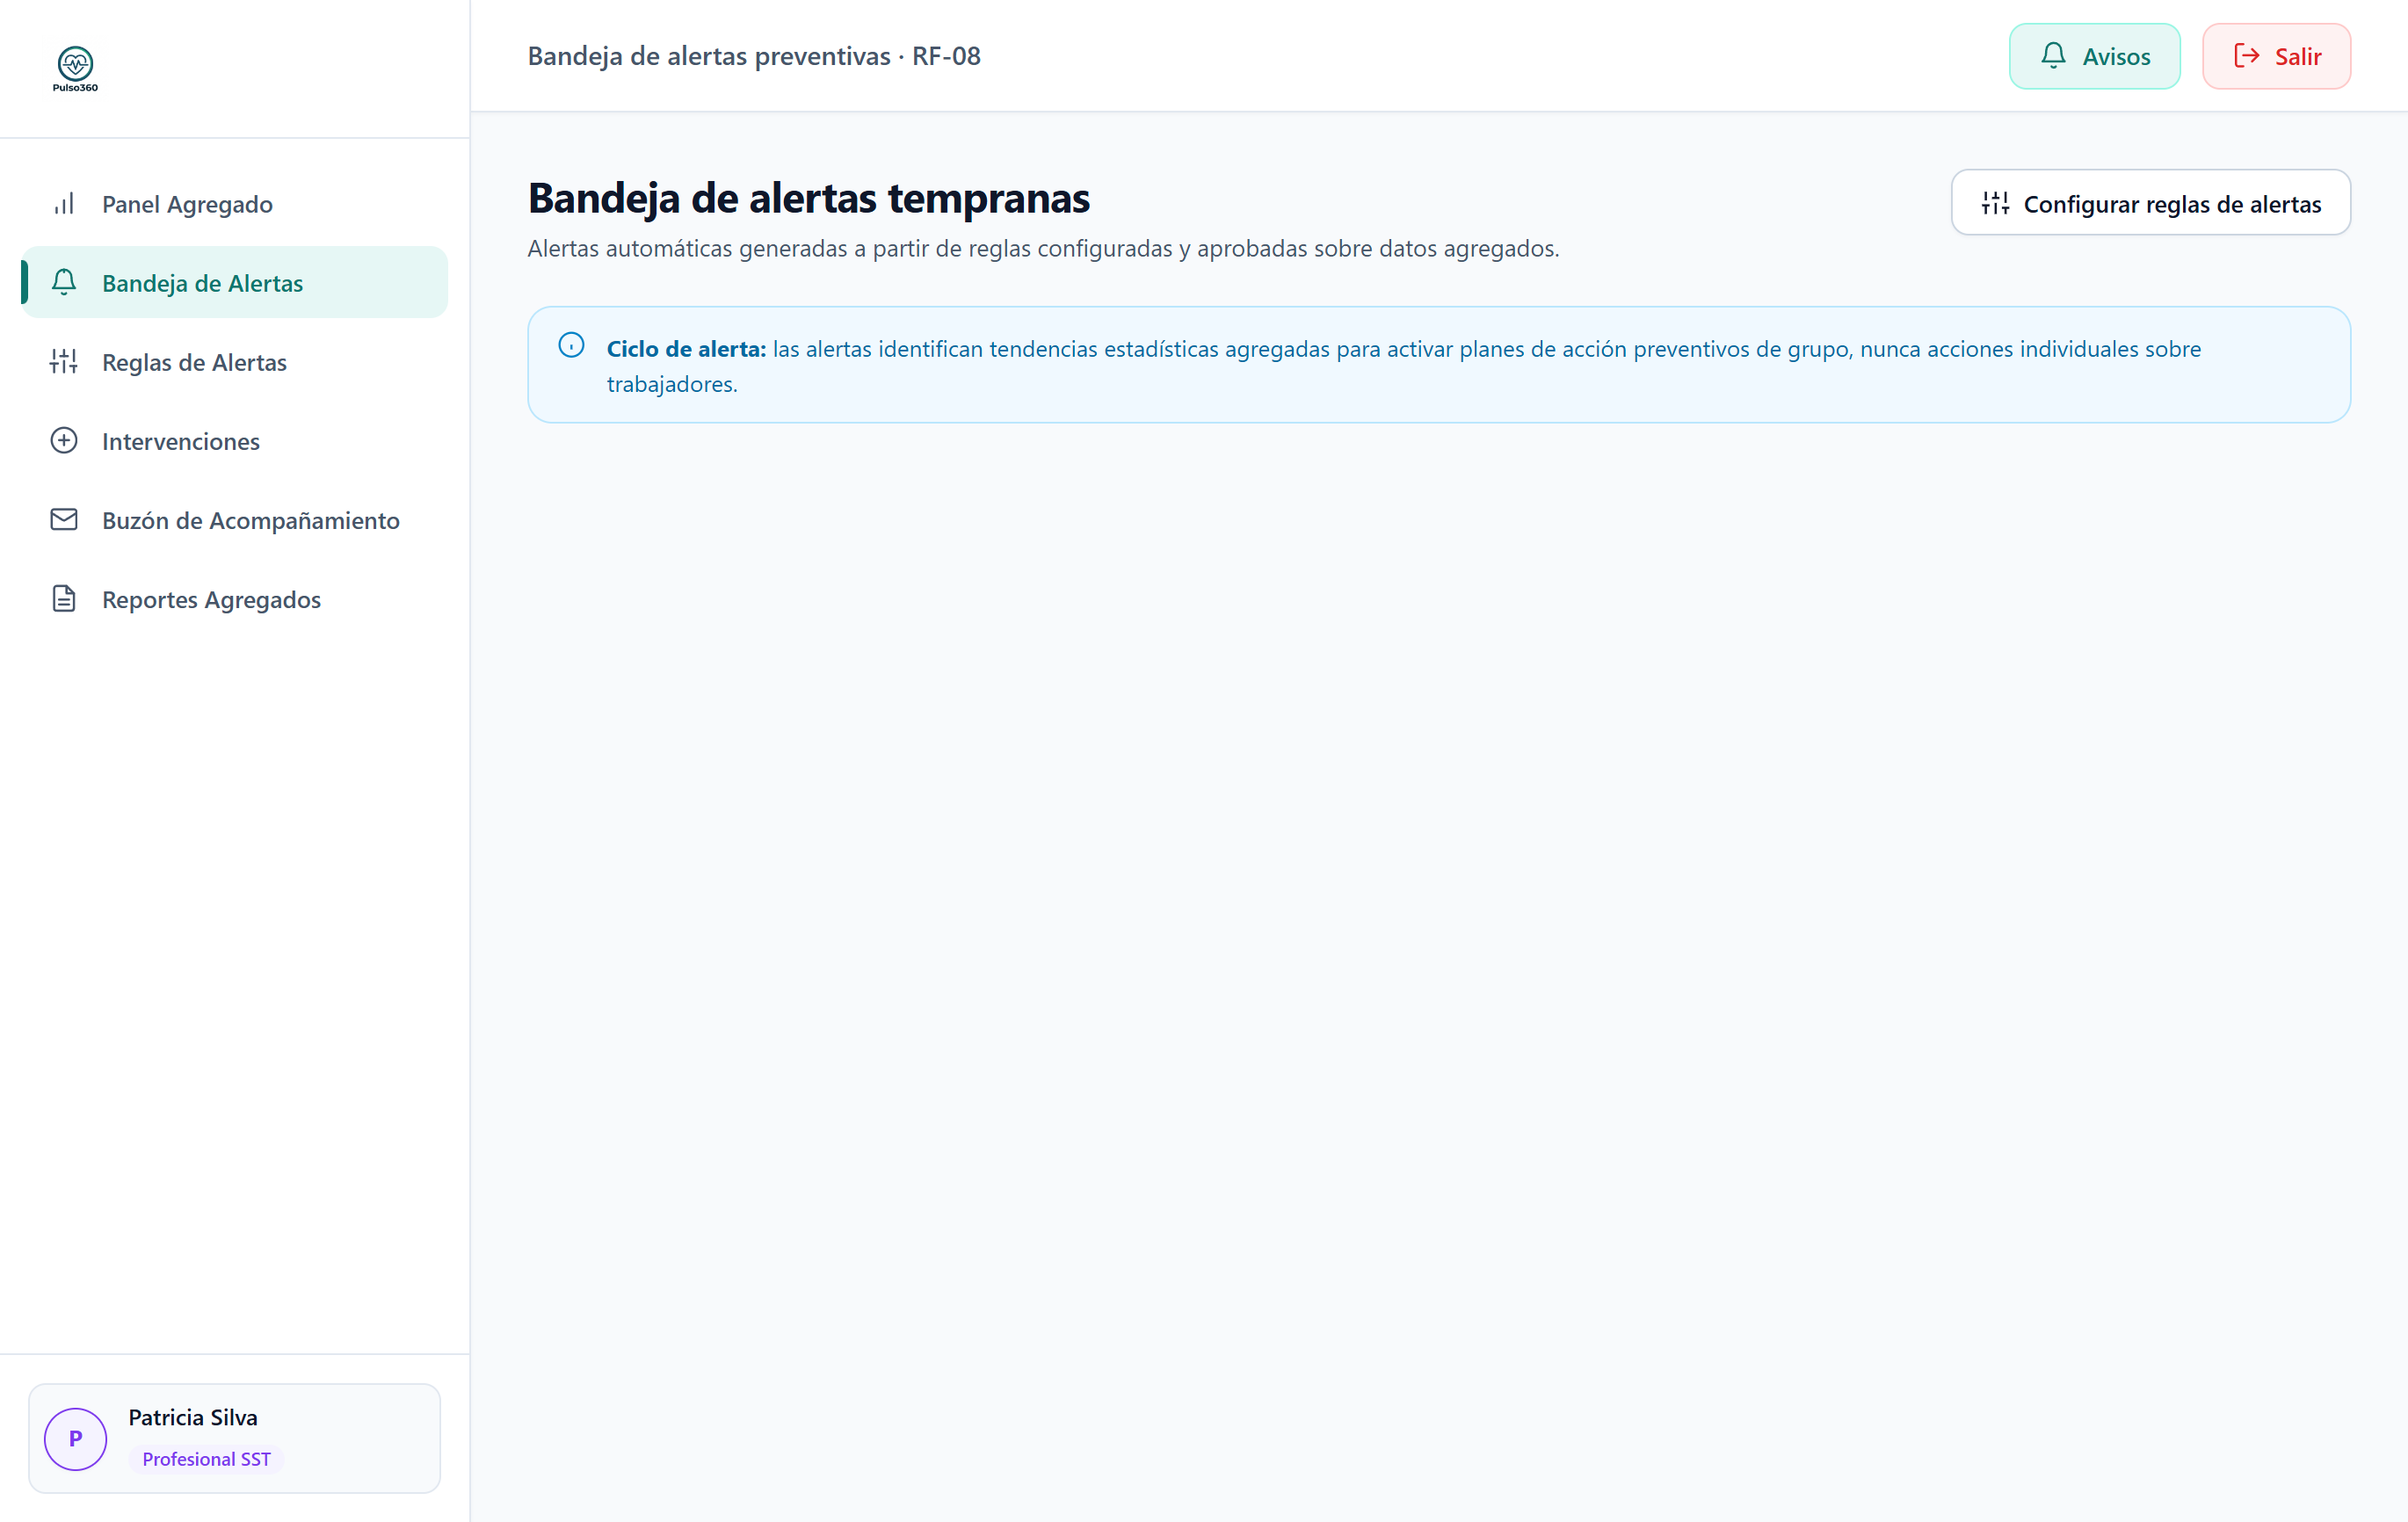 Pulso360
Panel Agregado
Bandeja de Alertas
Reglas de Alertas
Intervenciones
Buzón de Acompañamiento
Reportes Agregados
P
Patricia Silva
Profesional SST
Bandeja de alertas preventivas · RF-08
Avisos
Salir
Bandeja de alertas tempranas
Alertas automáticas generadas a partir de reglas configuradas y aprobadas sobre datos agregados.
Configurar reglas de alertas
Ciclo de alerta: las alertas identifican tendencias estadísticas agregadas para activar planes de acción preventivos de grupo, nunca acciones individuales sobre
trabajadores.